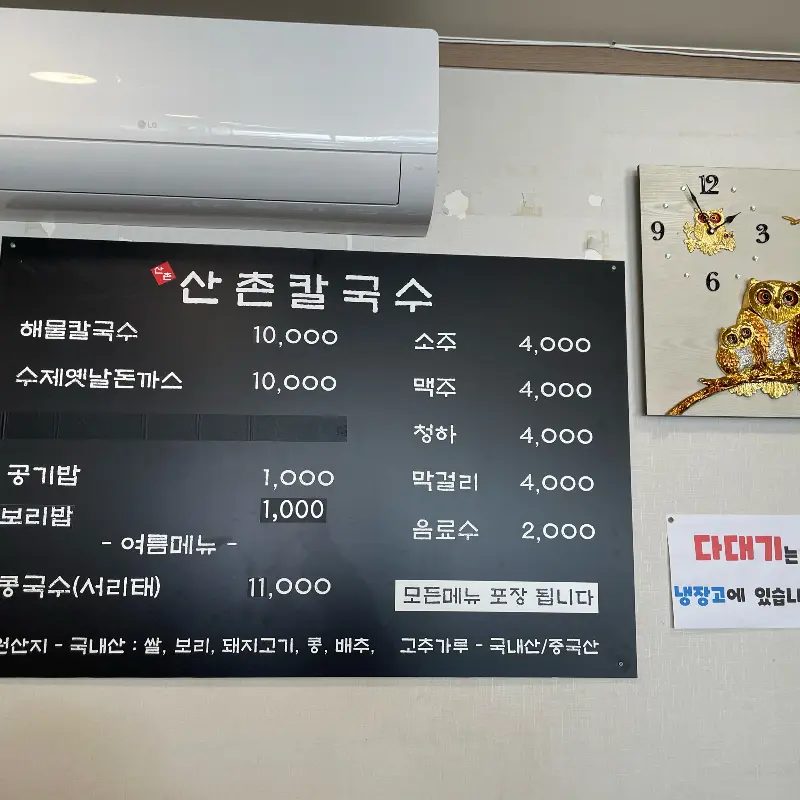 LG
산촌
산촌칼국수
해물칼국수 10,000
수제옛날돈까스 10,000
공기밥 1,000
보리밥 1,000
- 여름메뉴 -
콩국수(서리태) 11,000
소주 4,000
맥주 4,000
청하 4,000
막걸리 4,000
음료수 2,000
모든메뉴 포장 됩니다
원산지 - 국내산 : 쌀, 보리, 돼지고기, 콩, 배추, 고추가루 - 국내산/중국산
12
9 3
6
다대기는
냉장고에 있습니